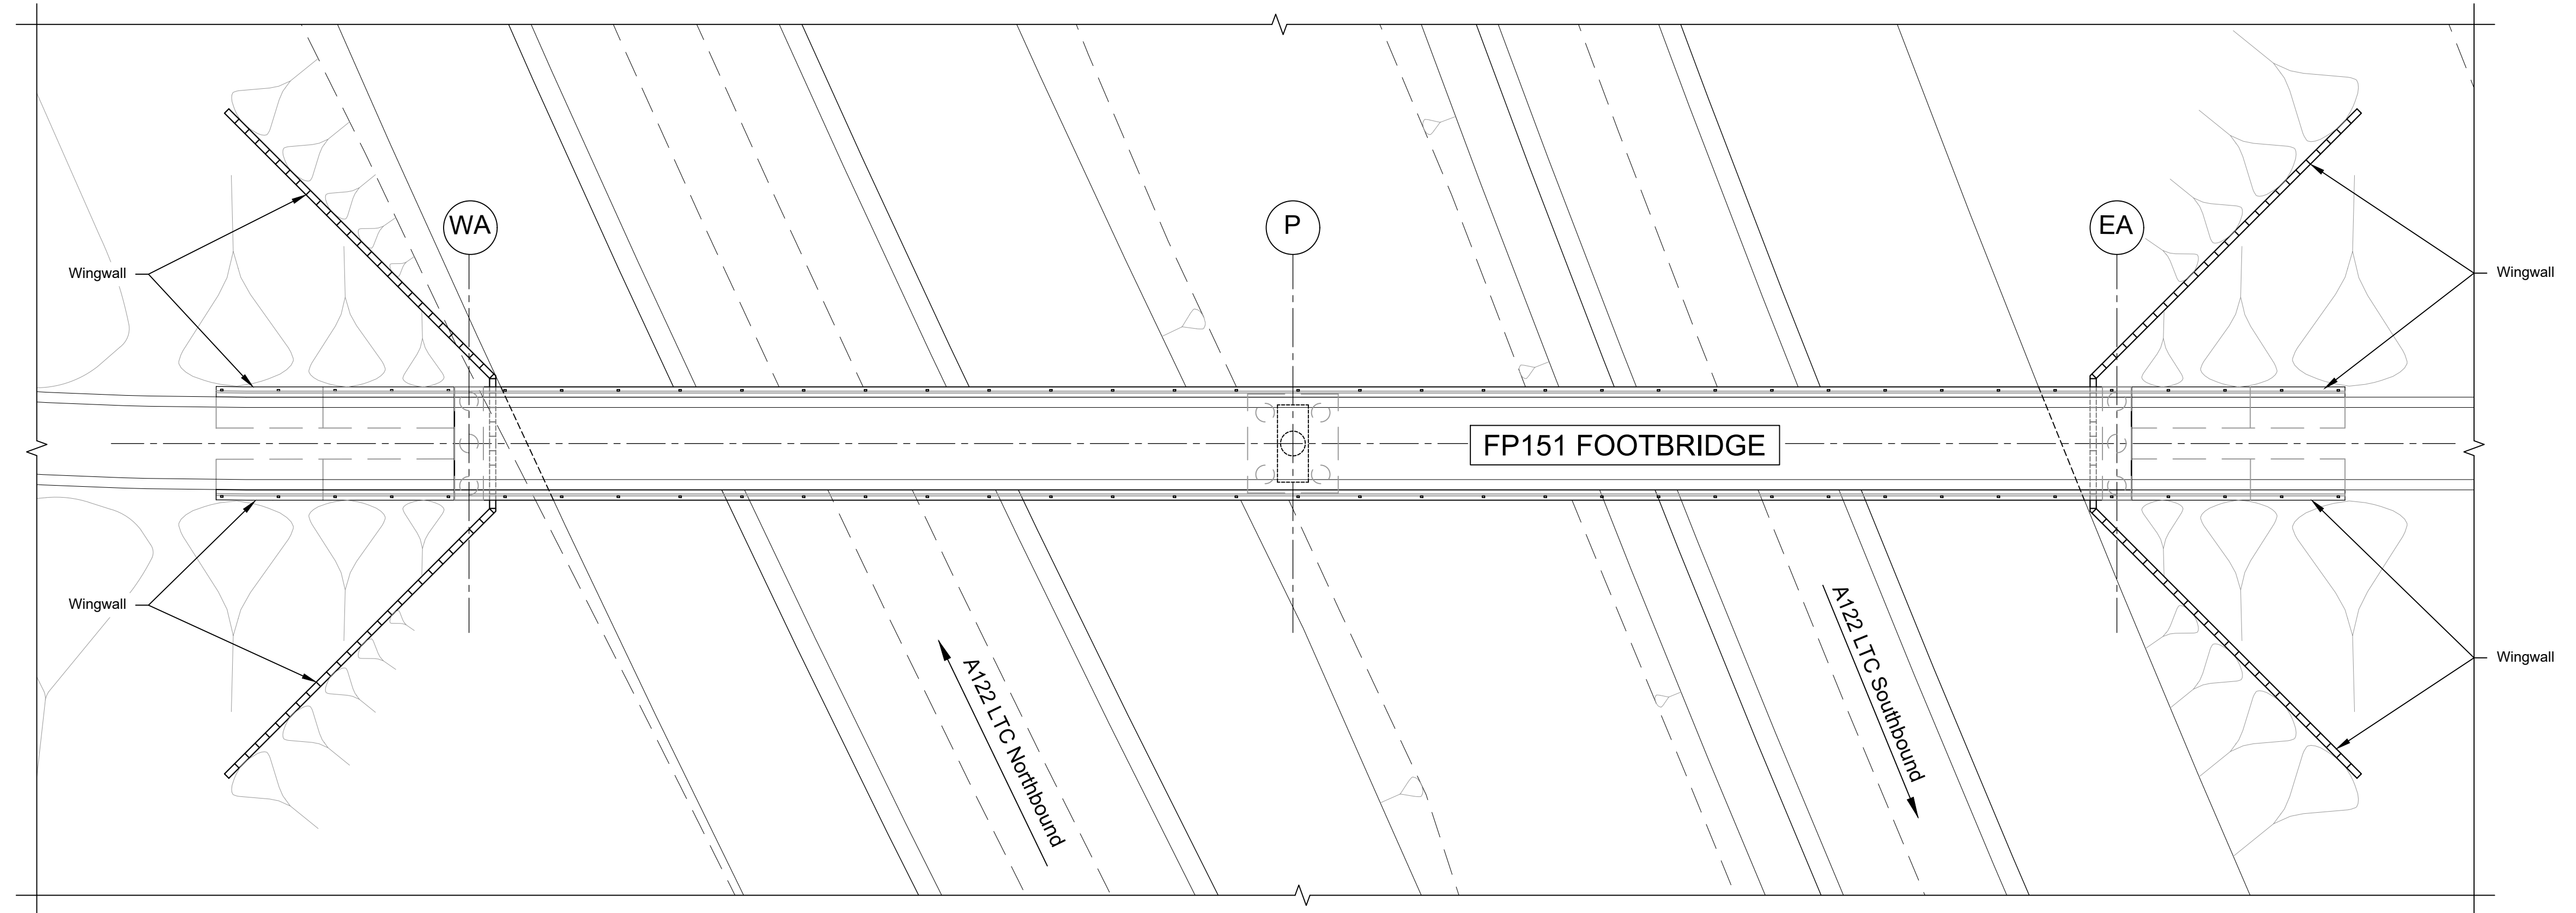 WA
P
EA
Wingwall
Wingwall
FP151 FOOTBRIDGE
Wingwall
Wingwall
A122 LTC Northbound
A122 LTC Southbound